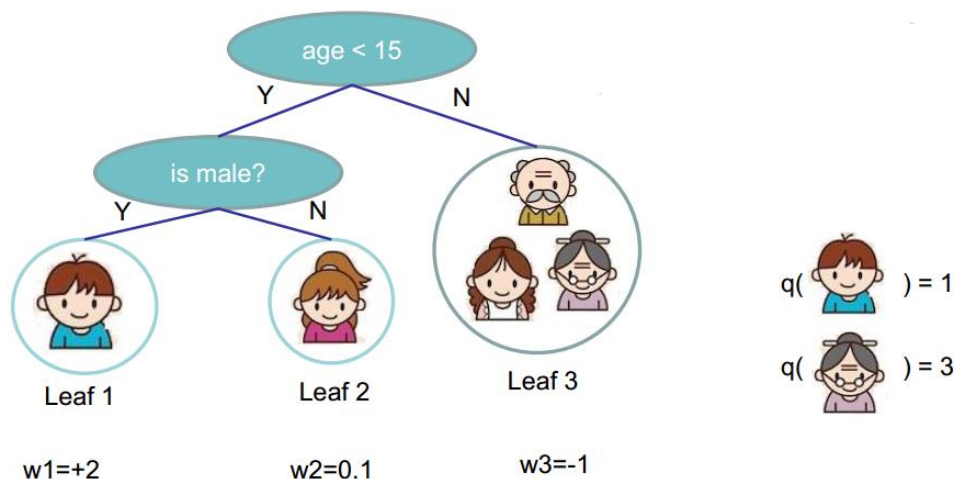 age < 15
Y
N
is male?
Y
N
Leaf 1
Leaf 2
Leaf 3
q( ) = 1
q( ) = 3
w1=+2
w2=0.1
w3=-1